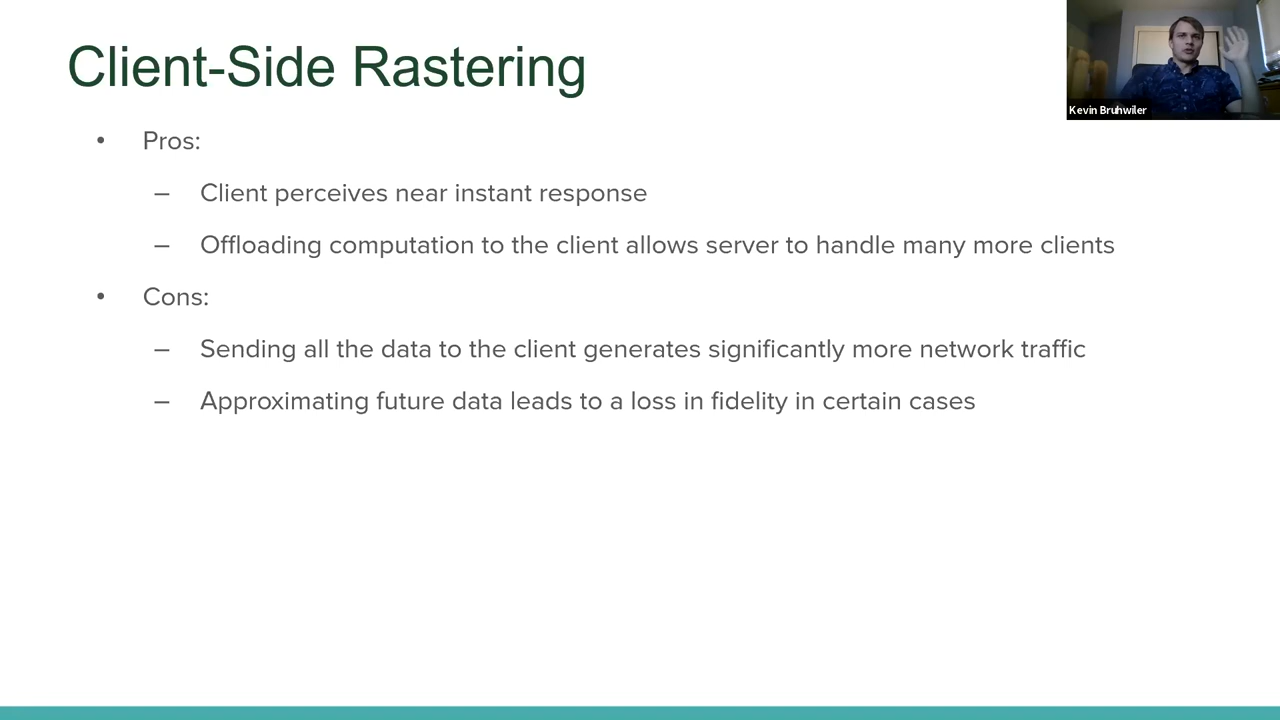 Client-Side Rastering
Kevin Bruhwiler
• Pros:
– Client perceives near instant response
– Offloading computation to the client allows server to handle many more clients
• Cons:
– Sending all the data to the client generates significantly more network traffic
– Approximating future data leads to a loss in fidelity in certain cases